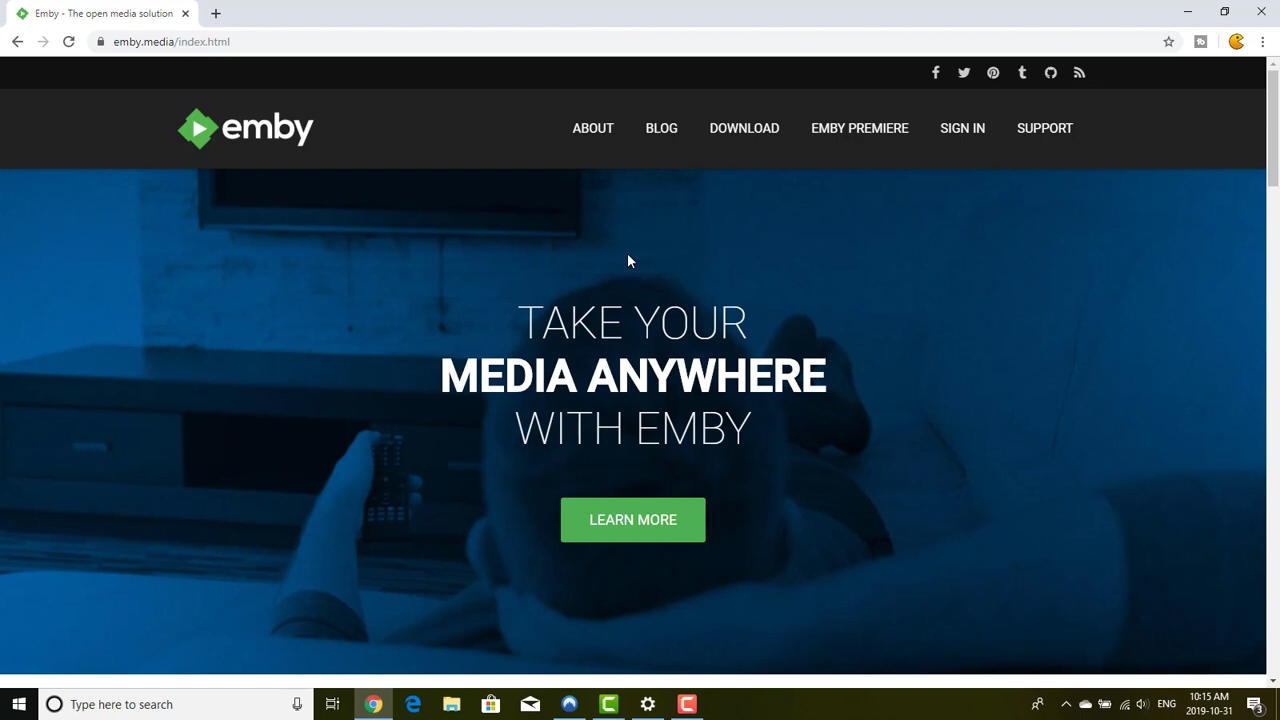 Emby - The open media solution
emby.media/index.html
emby
ABOUT BLOG DOWNLOAD EMBY PREMIERE SIGN IN SUPPORT
TAKE YOUR
MEDIA ANYWHERE
WITH EMBY
LEARN MORE
Type here to search
ENG
10:15 AM
2019-10-31
3